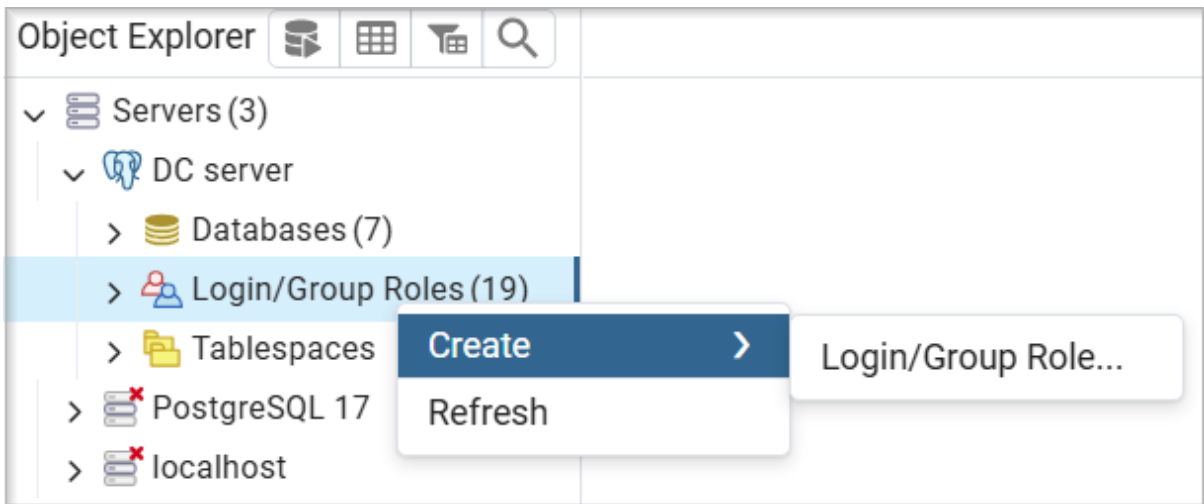 Object Explorer
Servers (3)
DC server
Databases (7)
Login/Group Roles (19)
Tablespaces
PostgreSQL 17
localhost
Create
Refresh
Login/Group Role...